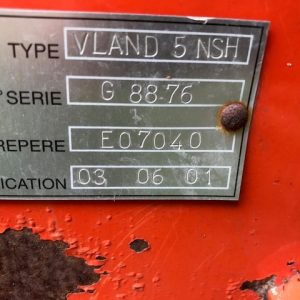 TYPE VLAND 5 NSH
° SERIE G 88.76
REPERE E07040
ICATION 03 06 01